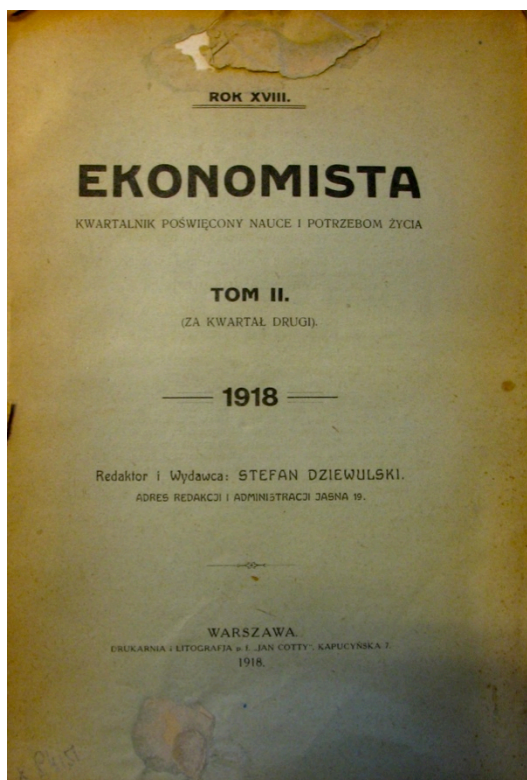 ROK XVIII.
EKONOMISTA
KWARTALNIK POŚWIĘCONY NAUCE I POTRZEBOM ŻYCIA
TOM II.
(ZA KWARTAŁ DRUGI).
1918
Redaktor i Wydawca: STEFAN DZIEWULSKI.
ADRES REDAKCJI I ADMINISTRACJI JASNA 19.
WARSZAWA.
DRUKARNIA i LITOGRAFJA p. f. „JAN COTTY”, KAPUCYŃSKA 7.
1918.